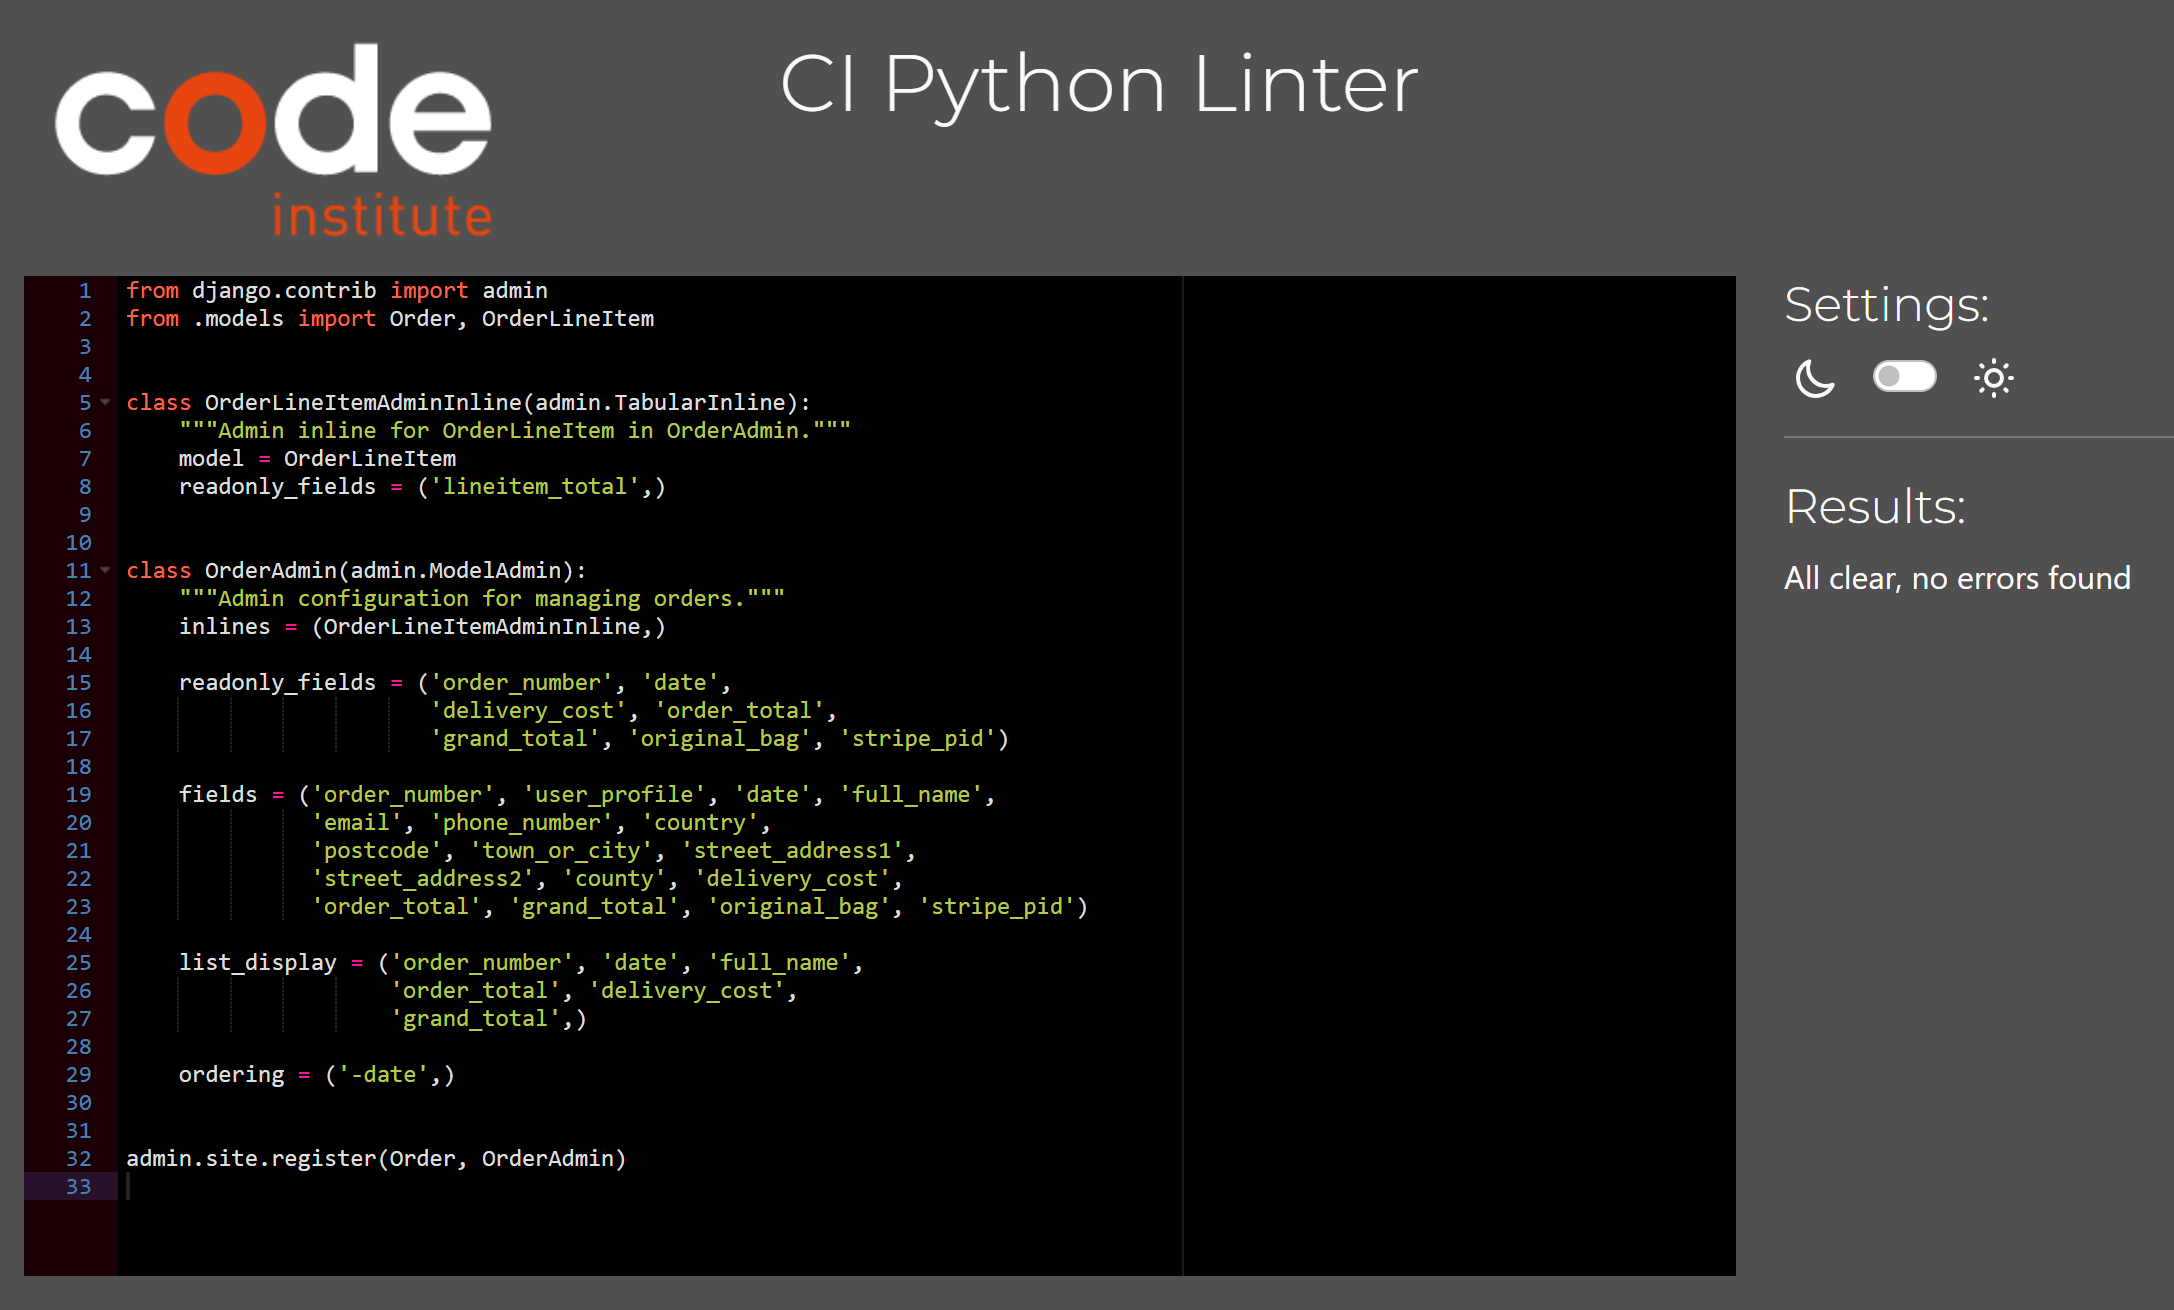 code
institute
CI Python Linter
1 from django.contrib import admin
2 from .models import Order, OrderLineItem
3
4
5 class OrderLineItemAdminInline(admin.TabularInline):
6     """Admin inline for OrderLineItem in OrderAdmin."""
7     model = OrderLineItem
8     readonly_fields = ('lineitem_total',)
9
10
11 class OrderAdmin(admin.ModelAdmin):
12     """Admin configuration for managing orders."""
13     inlines = (OrderLineItemAdminInline,)
14
15     readonly_fields = ('order_number', 'date',
16                        'delivery_cost', 'order_total',
17                        'grand_total', 'original_bag', 'stripe_pid')
18
19     fields = ('order_number', 'user_profile', 'date', 'full_name',
20               'email', 'phone_number', 'country',
21               'postcode', 'town_or_city', 'street_address1',
22               'street_address2', 'county', 'delivery_cost',
23               'order_total', 'grand_total', 'original_bag', 'stripe_pid')
24
25     list_display = ('order_number', 'date', 'full_name',
26                     'order_total', 'delivery_cost',
27                     'grand_total',)
28
29     ordering = ('-date',)
30
31
32 admin.site.register(Order, OrderAdmin)
33
Settings:
Results:
All clear, no errors found